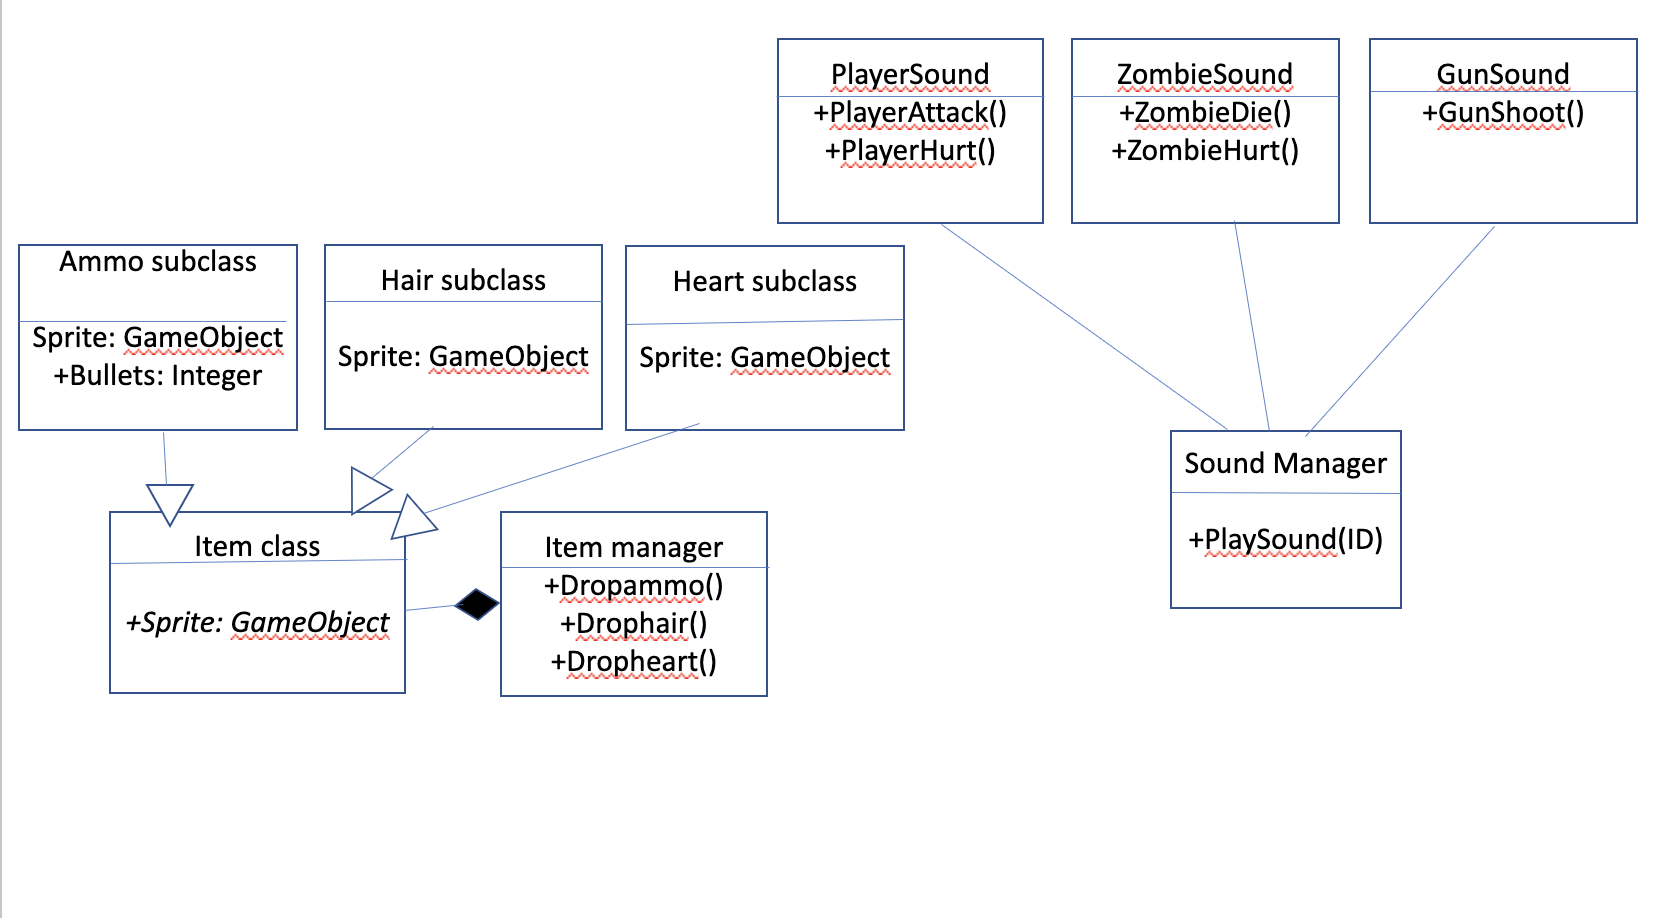 PlayerSound
+PlayerAttack()
+PlayerHurt()
ZombieSound
+ZombieDie()
+ZombieHurt()
GunSound
+GunShoot()
Ammo subclass
Sprite: GameObject
+Bullets: Integer
Hair subclass
Sprite: GameObject
Heart subclass
Sprite: GameObject
Item class
+Sprite: GameObject
Item manager
+Dropammo()
+Drophair()
+Dropheart()
Sound Manager
+PlaySound(ID)